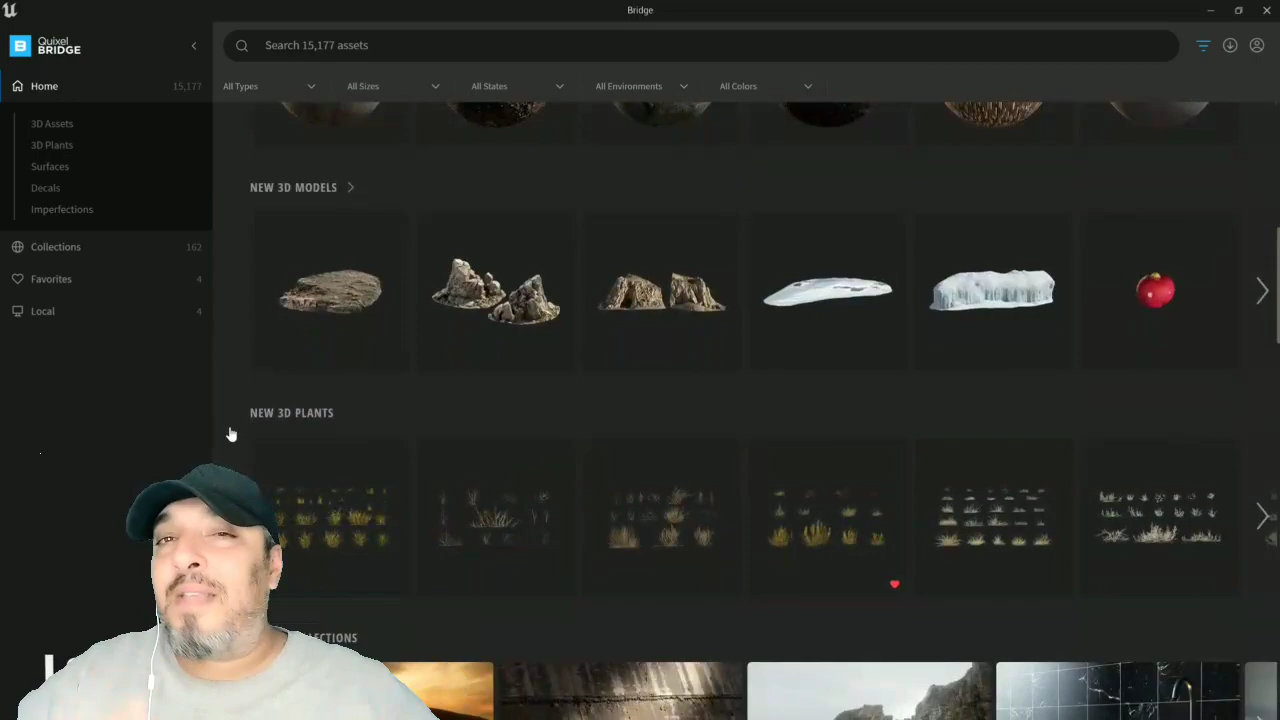 Bridge
Quixel
BRIDGE
Search 15,177 assets
Home 15,177
All Types
All Sizes
All States
All Environments
All Colors
3D Assets
3D Plants
Surfaces
Decals
Imperfections
Collections 162
Favorites 4
Local 4
NEW 3D MODELS
NEW 3D PLANTS